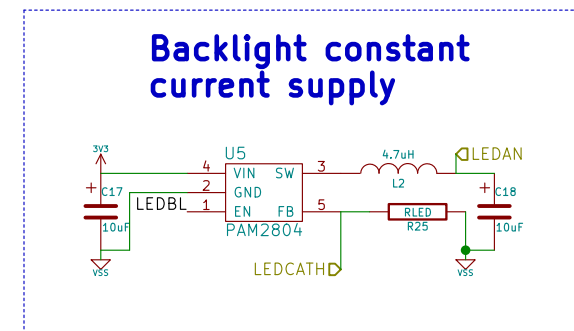 Backlight constant
current supply
3V3
U5
4.7uH
LEDAN
4
VIN
SW
3
L2
+
C17
2
GND
+
C18
LEDBL
1
EN
FB
5
RLED
10uF
PAM2804
R25
10uF
VSS
LEDCATH
VSS